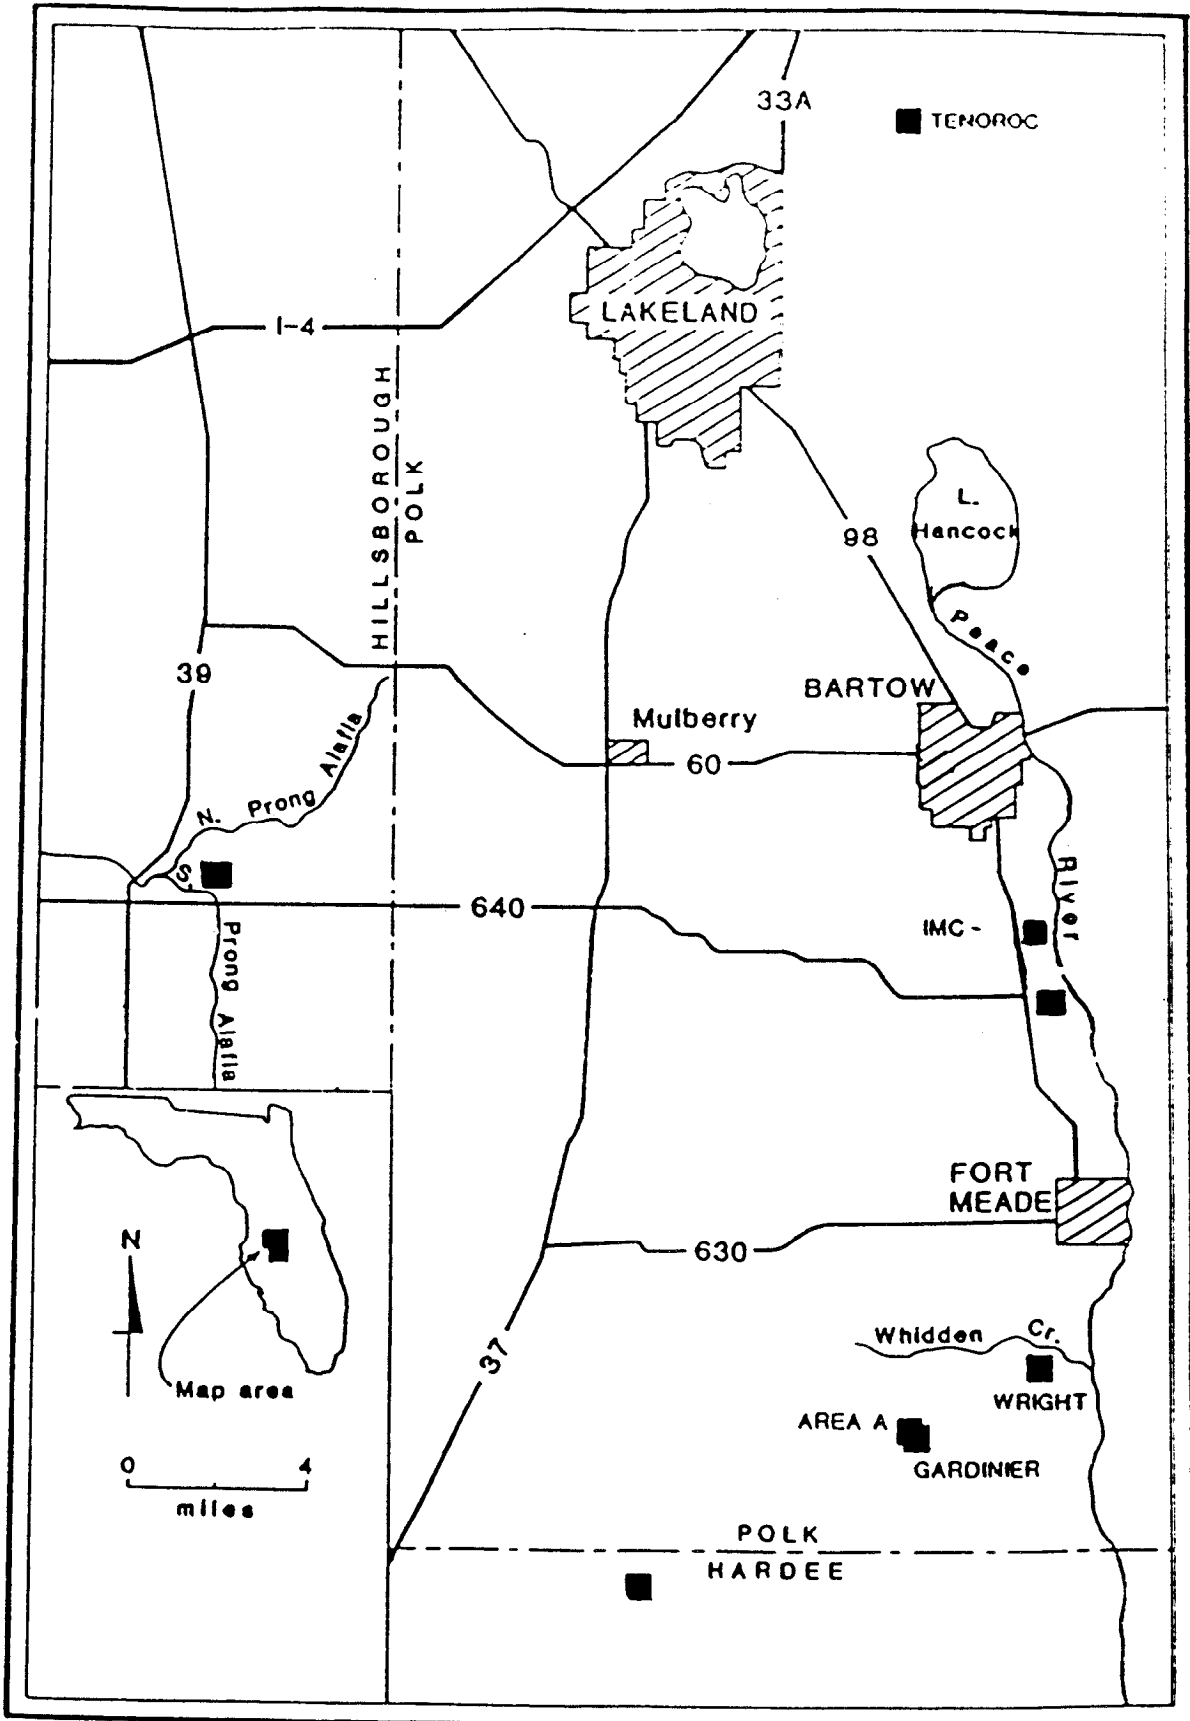 33A
TENOROC
LAKELAND
I-4
HILLSBOROUGH
POLK
L.
Hancock
98
Peace
39
BARTOW
Mulberry
60
N. Prong Alafia
S. Prong Alafia
640
IMC -
River
FORT
MEADE
630
N
Whidden Cr.
37
Map area
WRIGHT
AREA A
GARDINIER
0 4
miles
POLK
HARDEE